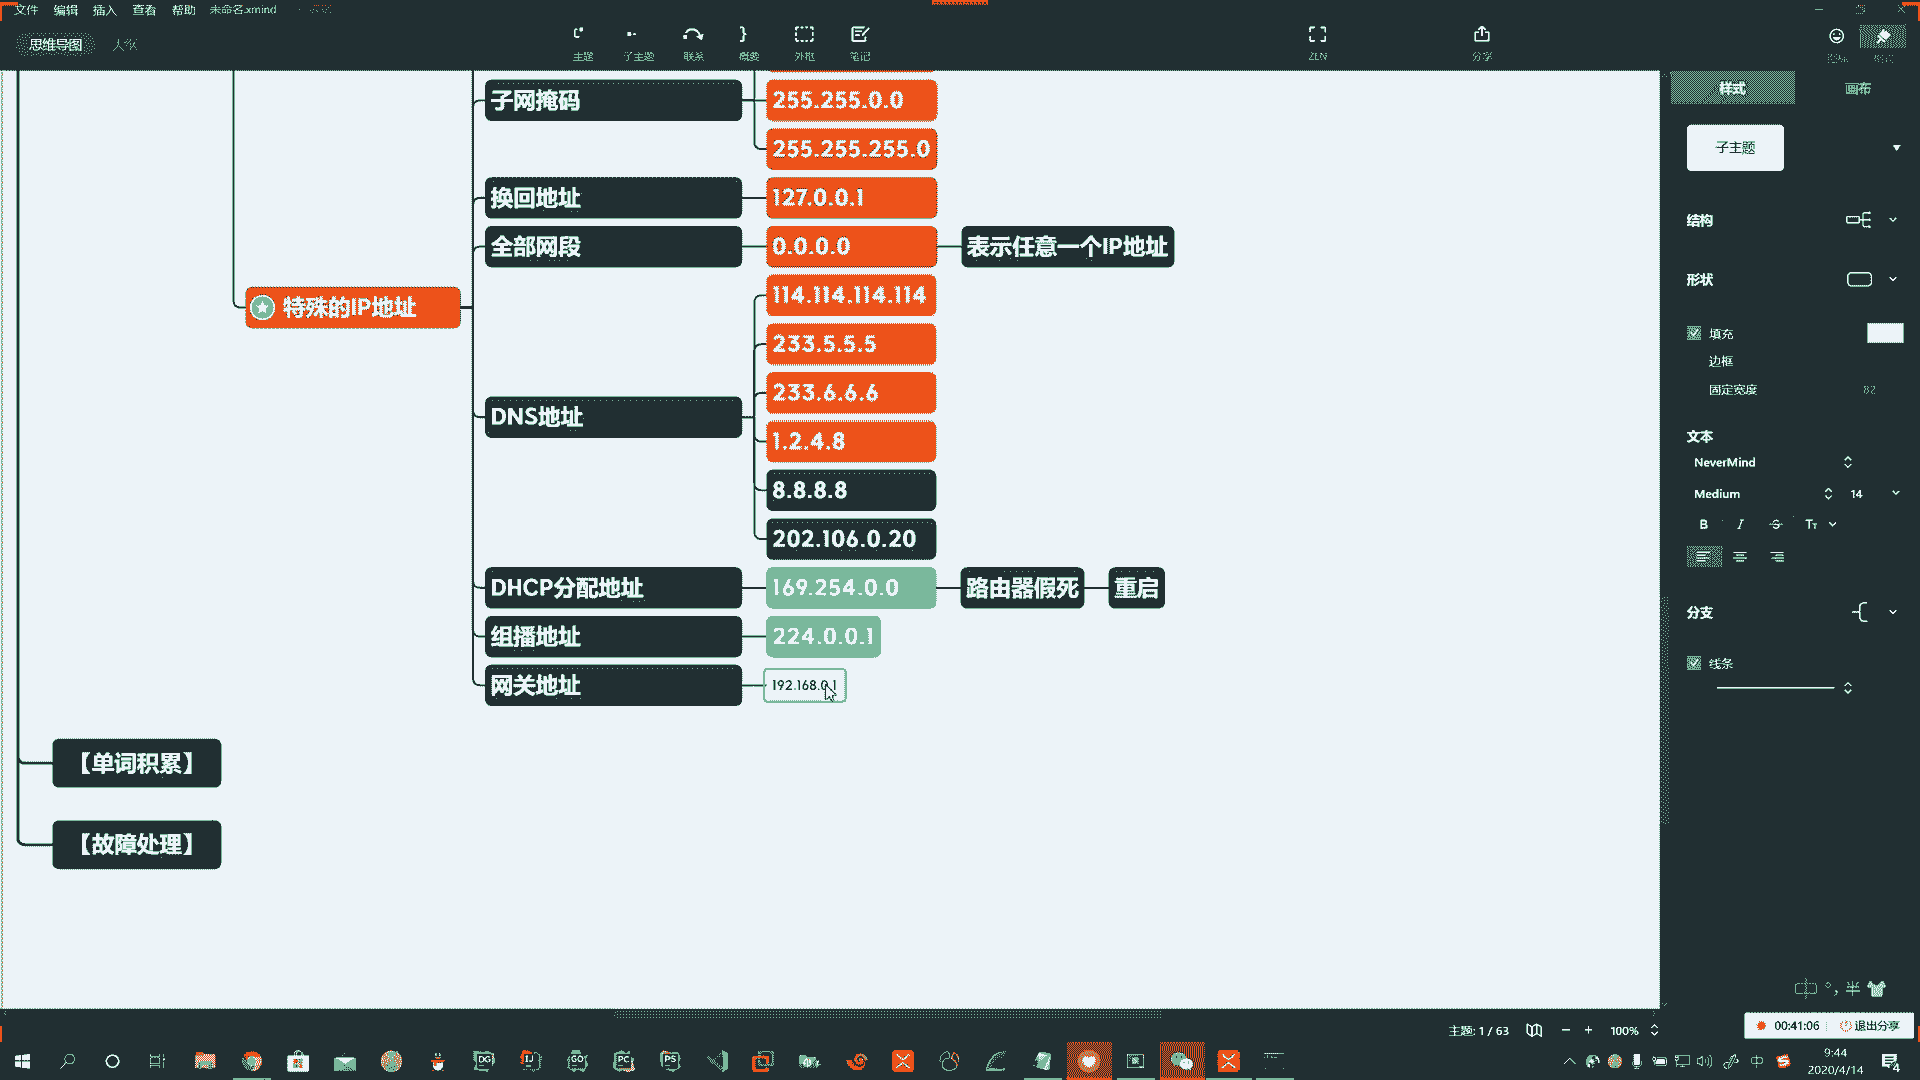 文件 编辑 插入 查看 帮助 未命名.xmind
思维导图
主题 子主题 联系 概要 外框 笔记 ZEN 分享
样式 画布
子网掩码
255.255.0.0
255.255.255.0
换回地址
127.0.0.1
全部网段
0.0.0.0
表示任意一个IP地址
特殊的IP地址
114.114.114.114
233.5.5.5
233.6.6.6
DNS地址
1.2.4.8
8.8.8.8
202.106.0.20
DHCP分配地址
169.254.0.0
路由器假死
重启
组播地址
224.0.0.1
网关地址
192.168.0.1
【单词积累】
【故障处理】
子主题
结构
形状
填充
边框
固定宽度 82
文本
NeverMind
Medium 14
B I S Tт
分支
线条
半
主题: 1 / 63
100%
00:41:06 退出分享
DG IJ GO PC PS
中
9:44
2020/4/14
4